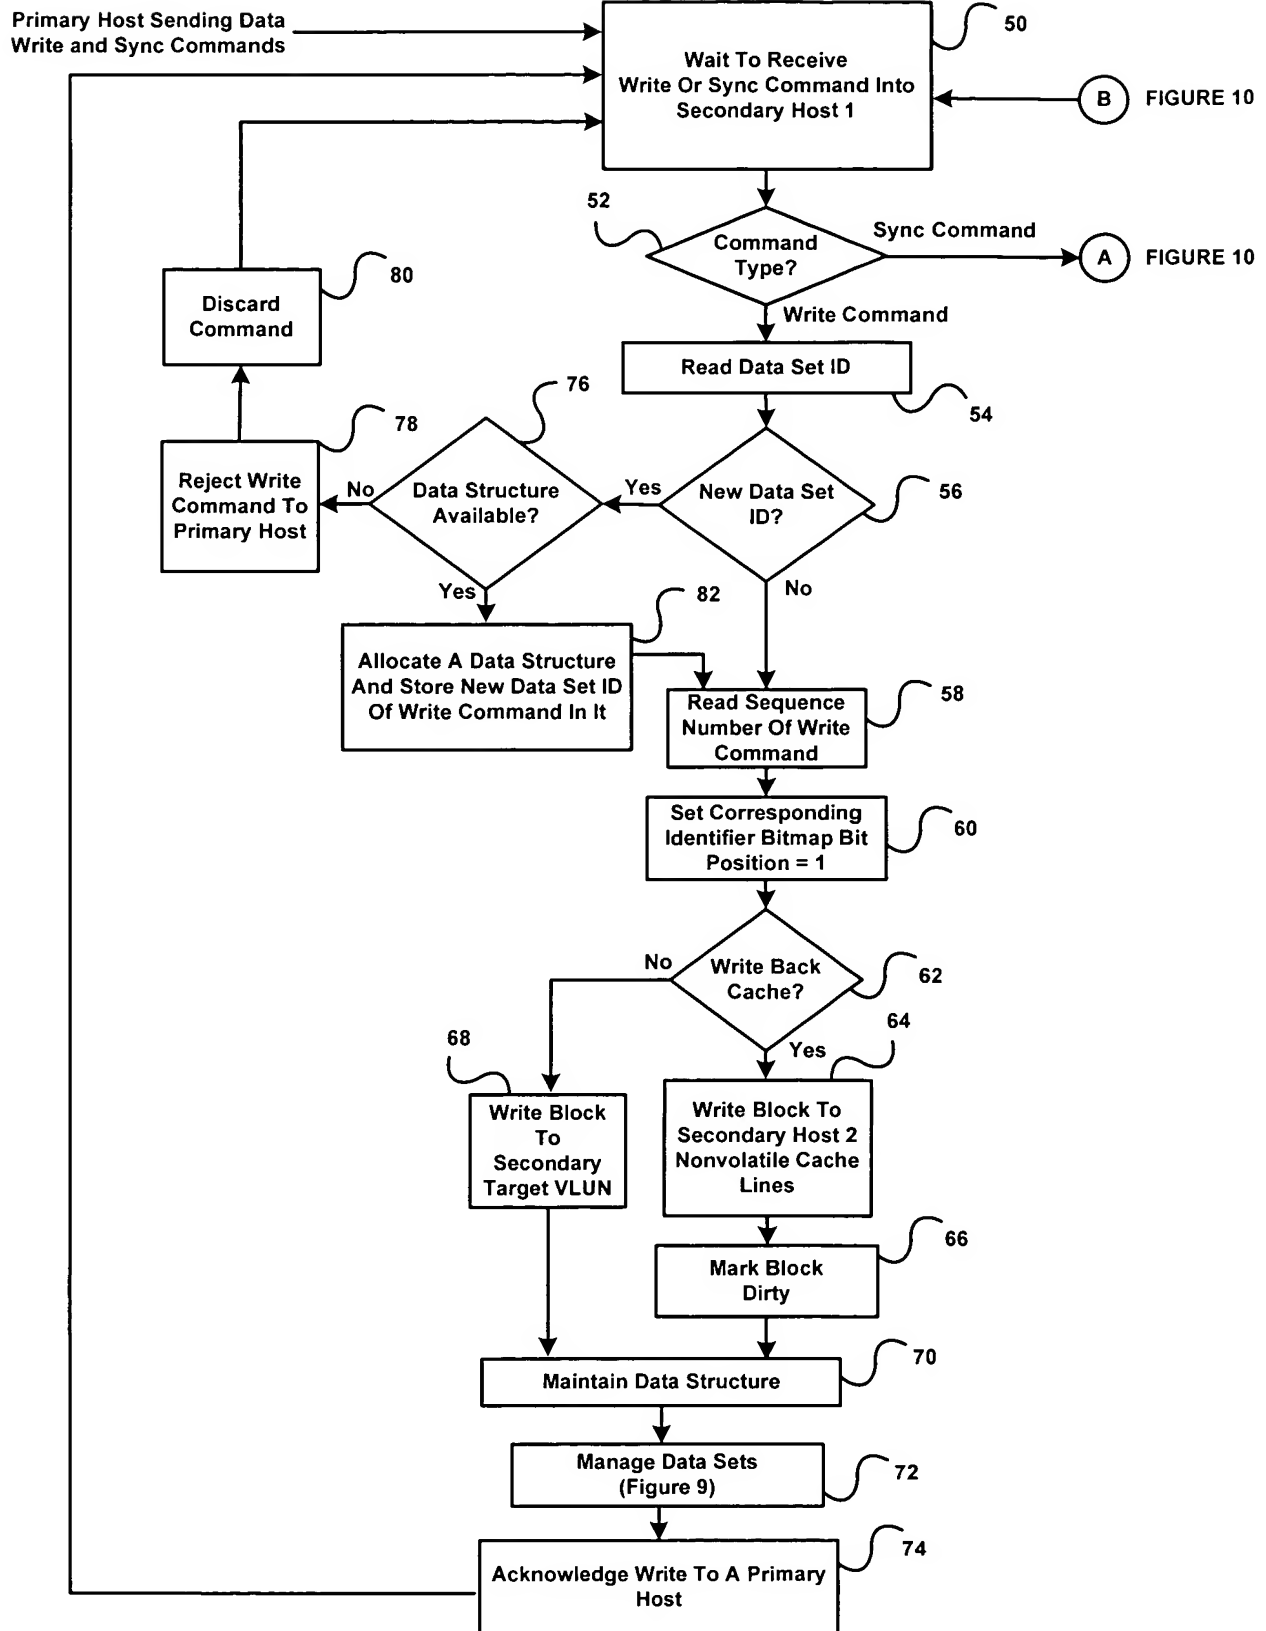 Primary Host Sending Data
Write and Sync Commands
50
Wait To Receive
Write Or Sync Command Into
Secondary Host 1
B
FIGURE 10
52
Command
Type?
Sync Command
A
FIGURE 10
Write Command
80
Discard
Command
Read Data Set ID
54
76
78
Reject Write
Command To
Primary Host
No
Data Structure
Available?
Yes
New Data Set
ID?
56
Yes
No
82
Allocate A Data Structure
And Store New Data Set ID
Of Write Command In It
58
Read Sequence
Number Of Write
Command
Set Corresponding
Identifier Bitmap Bit
Position = 1
60
No
Write Back
Cache?
62
Yes
64
68
Write Block
To
Secondary
Target VLUN
Write Block To
Secondary Host 2
Nonvolatile Cache
Lines
66
Mark Block
Dirty
70
Maintain Data Structure
Manage Data Sets
(Figure 9)
72
74
Acknowledge Write To A Primary
Host